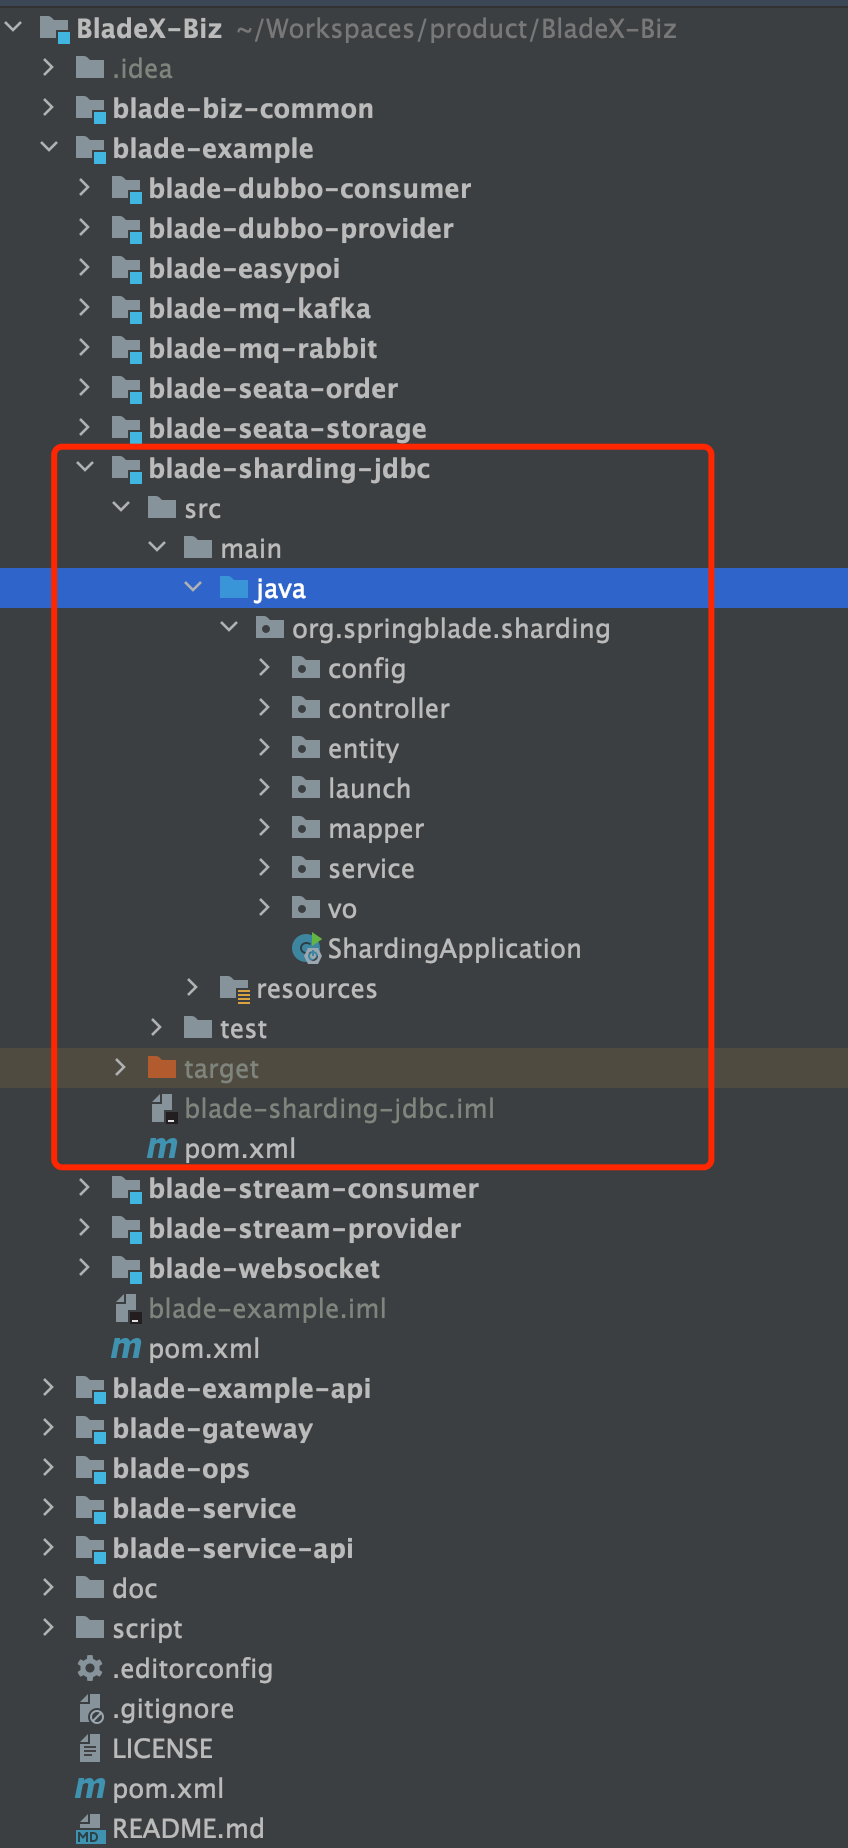 BladeX-Biz ~/Workspaces/product/BladeX-Biz
.idea
blade-biz-common
blade-example
blade-dubbo-consumer
blade-dubbo-provider
blade-easypoi
blade-mq-kafka
blade-mq-rabbit
blade-seata-order
blade-seata-storage
blade-sharding-jdbc
src
main
java
org.springblade.sharding
config
controller
entity
launch
mapper
service
vo
C ShardingApplication
resources
test
target
blade-sharding-jdbc.iml
m pom.xml
blade-stream-consumer
blade-stream-provider
blade-websocket
blade-example.iml
m pom.xml
blade-example-api
blade-gateway
blade-ops
blade-service
blade-service-api
doc
script
.editorconfig
.gitignore
LICENSE
m pom.xml
MD README.md